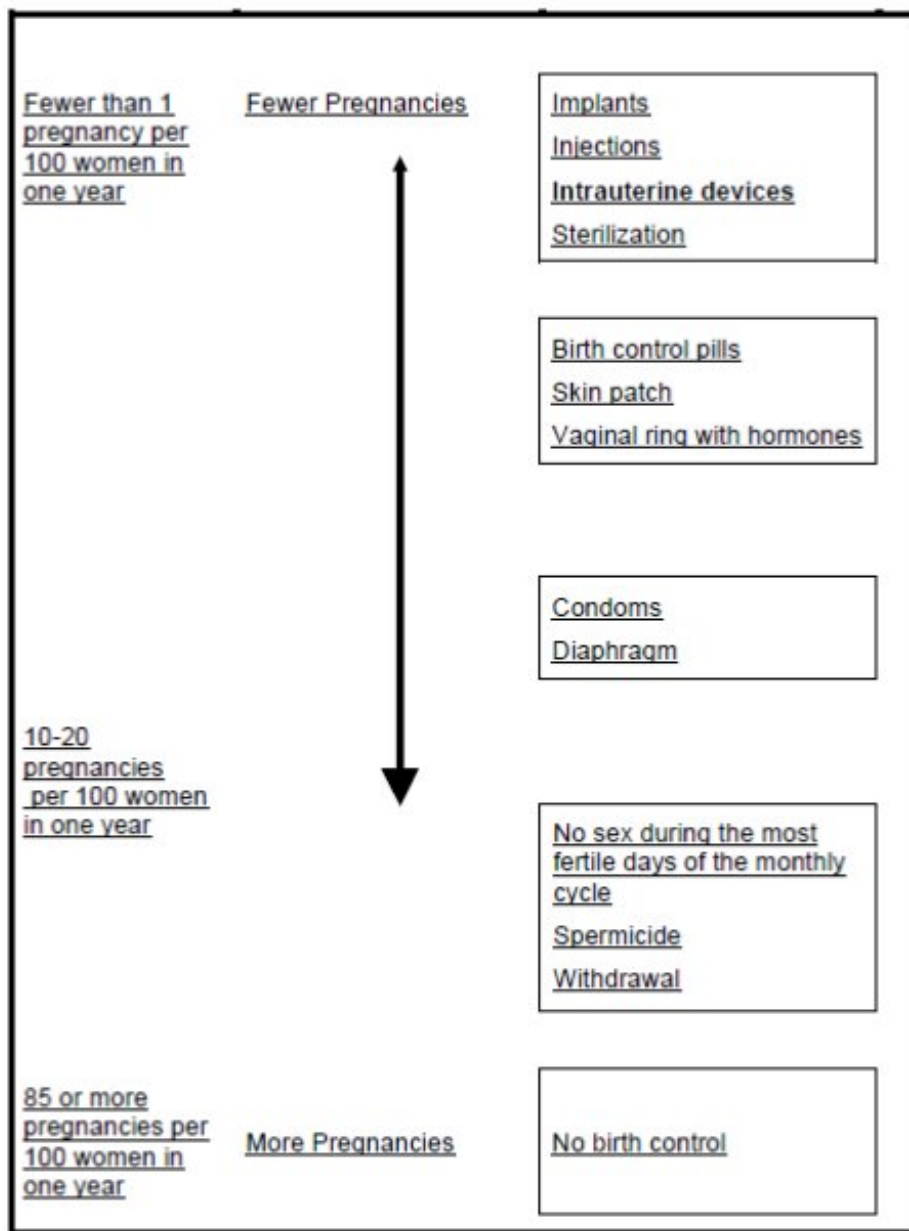 Fewer than 1
pregnancy per
100 women in
one year
Fewer Pregnancies
Implants
Injections
Intrauterine devices
Sterilization
Birth control pills
Skin patch
Vaginal ring with hormones
Condoms
Diaphragm
10-20
pregnancies
per 100 women
in one year
No sex during the most
fertile days of the monthly
cycle
Spermicide
Withdrawal
85 or more
pregnancies per
100 women in
one year
More Pregnancies
No birth control